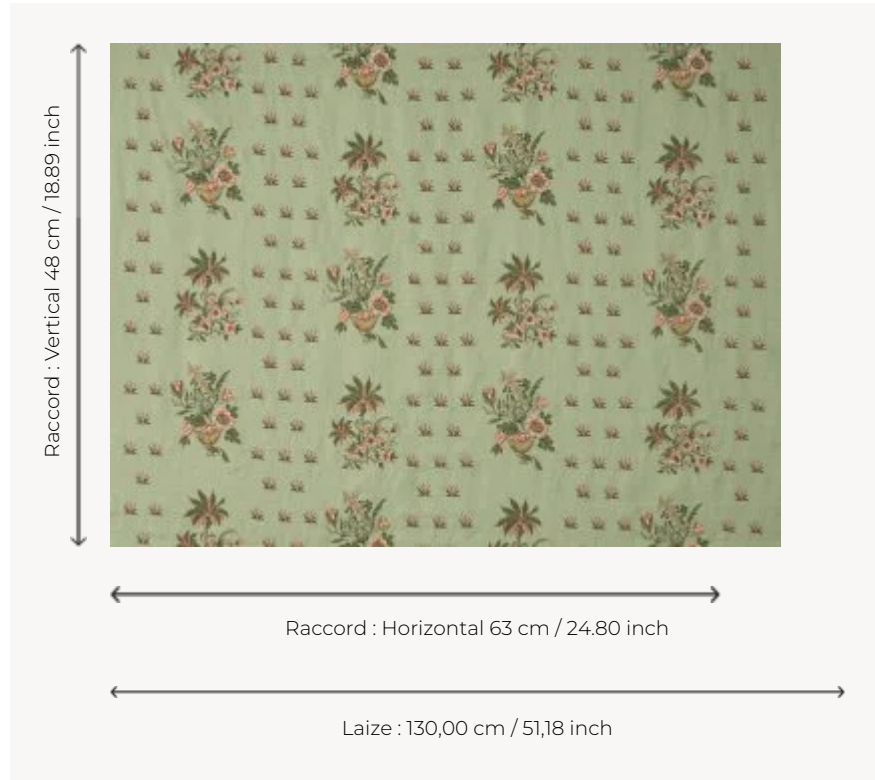 Raccord : Vertical 48 cm / 18.89 inch
Raccord : Horizontal 63 cm / 24.80 inch
Laize : 130,00 cm / 51,18 inch